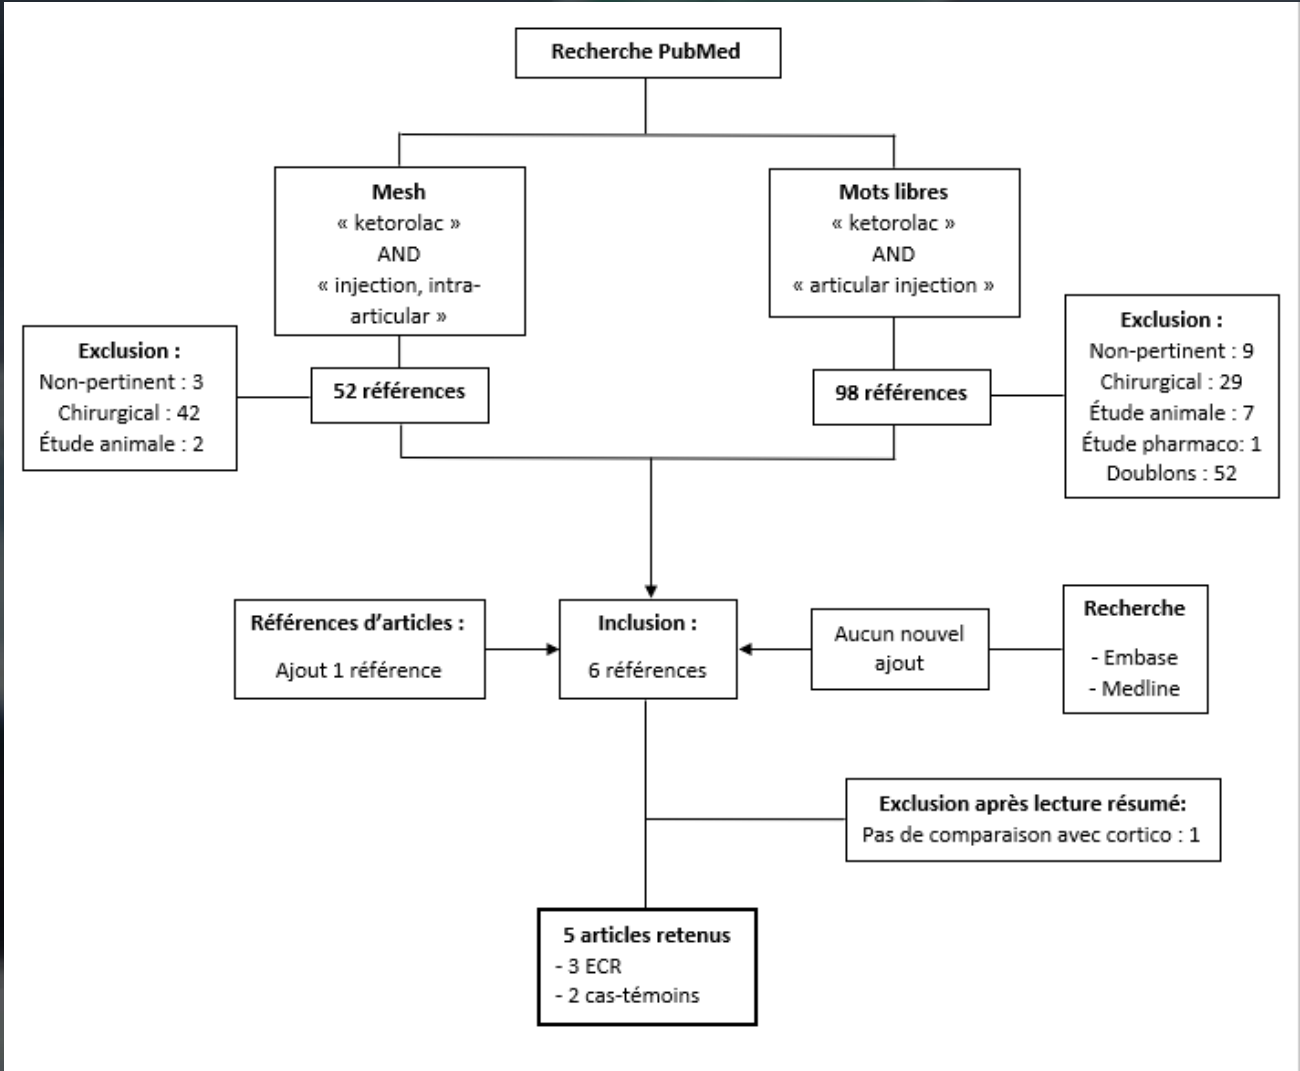 Recherche PubMed
Mesh
« ketorolac »
AND
« injection, intra-
articular »
Mots libres
« ketorolac »
AND
« articular injection »
Exclusion :
Non-pertinent : 3
Chirurgical : 42
Étude animale : 2
52 références
98 références
Exclusion :
Non-pertinent : 9
Chirurgical : 29
Étude animale : 7
Étude pharmaco: 1
Doublons : 52
Références d’articles :
Ajout 1 référence
Inclusion :
6 références
Aucun nouvel
ajout
Recherche
- Embase
- Medline
Exclusion après lecture résumé:
Pas de comparaison avec cortico : 1
5 articles retenus
- 3 ECR
- 2 cas-témoins